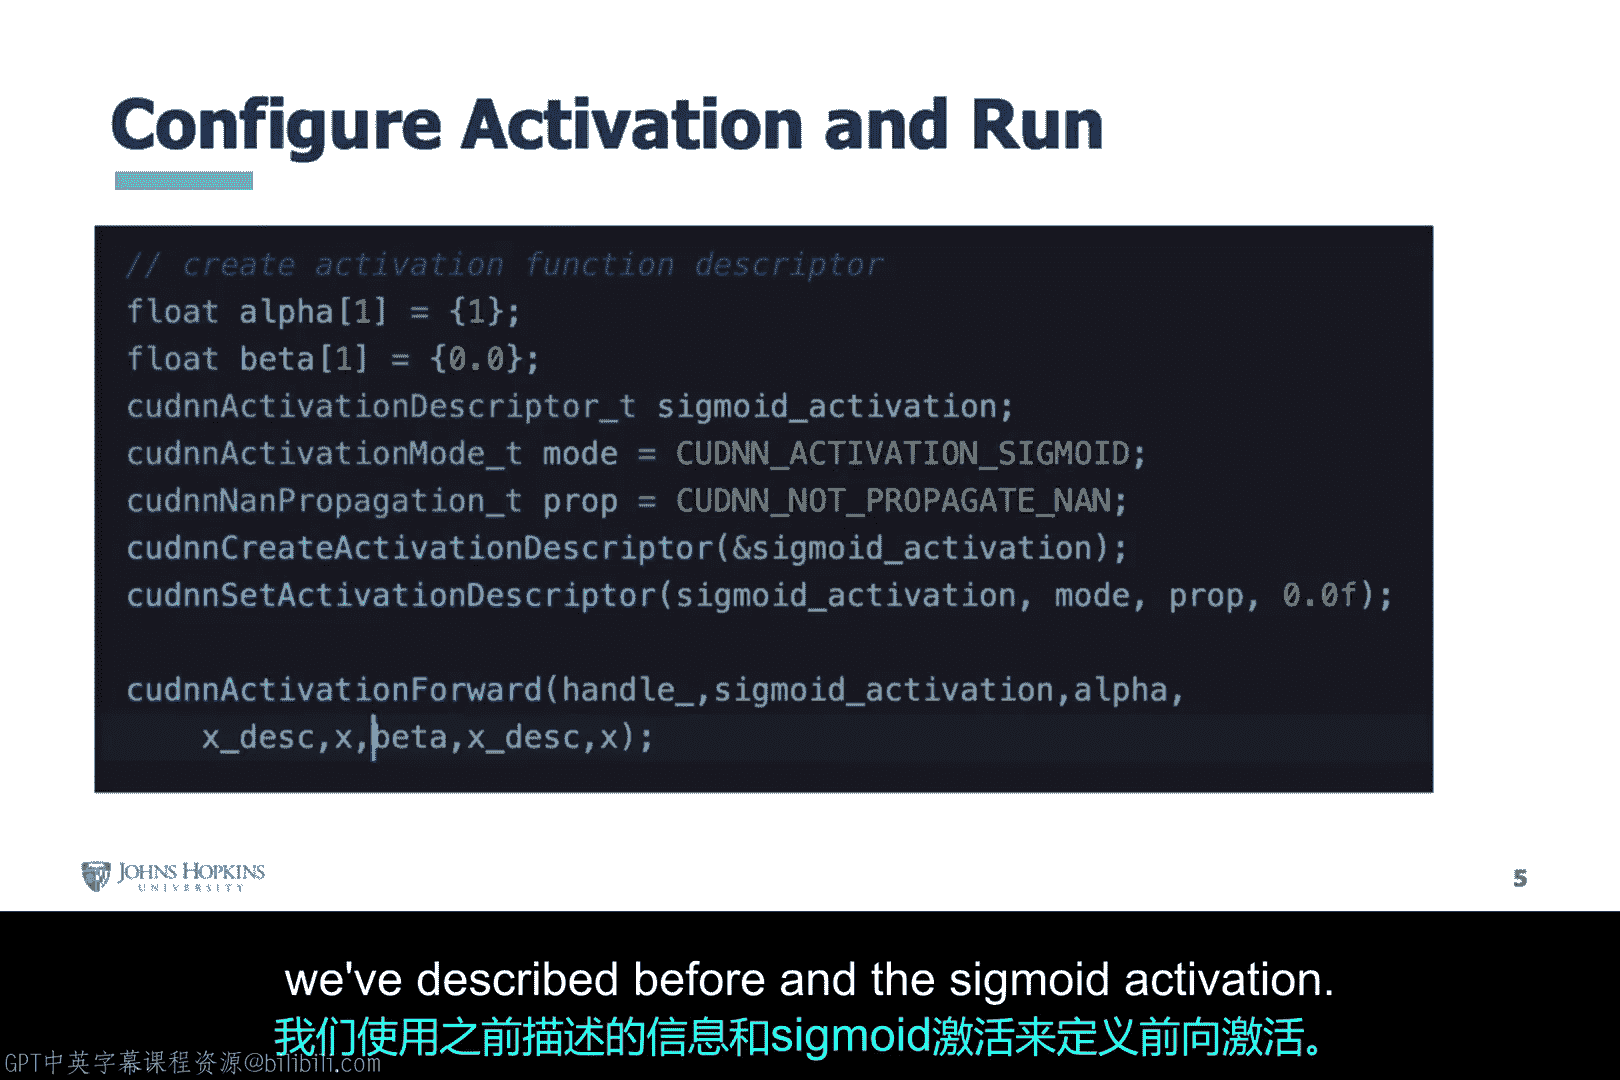 Configure Activation and Run
// create activation function descriptor
float alpha[1] = {1};
float beta[1] = {0.0};
cudnnActivationDescriptor_t sigmoid_activation;
cudnnActivationMode_t mode = CUDNN_ACTIVATION_SIGMOID;
cudnnNanPropagation_t prop = CUDNN_NOT_PROPAGATE_NAN;
cudnnCreateActivationDescriptor(&sigmoid_activation);
cudnnSetActivationDescriptor(sigmoid_activation, mode, prop, 0.0f);
cudnnActivationForward(handle_,sigmoid_activation,alpha,
x_desc,x,beta,x_desc,x);
JOHNS HOPKINS
UNIVERSITY
5
we've described before and the sigmoid activation.
我们使用之前描述的信息和sigmoid激活来定义前向激活。
GPT中英字幕课程资源@bilibili.com